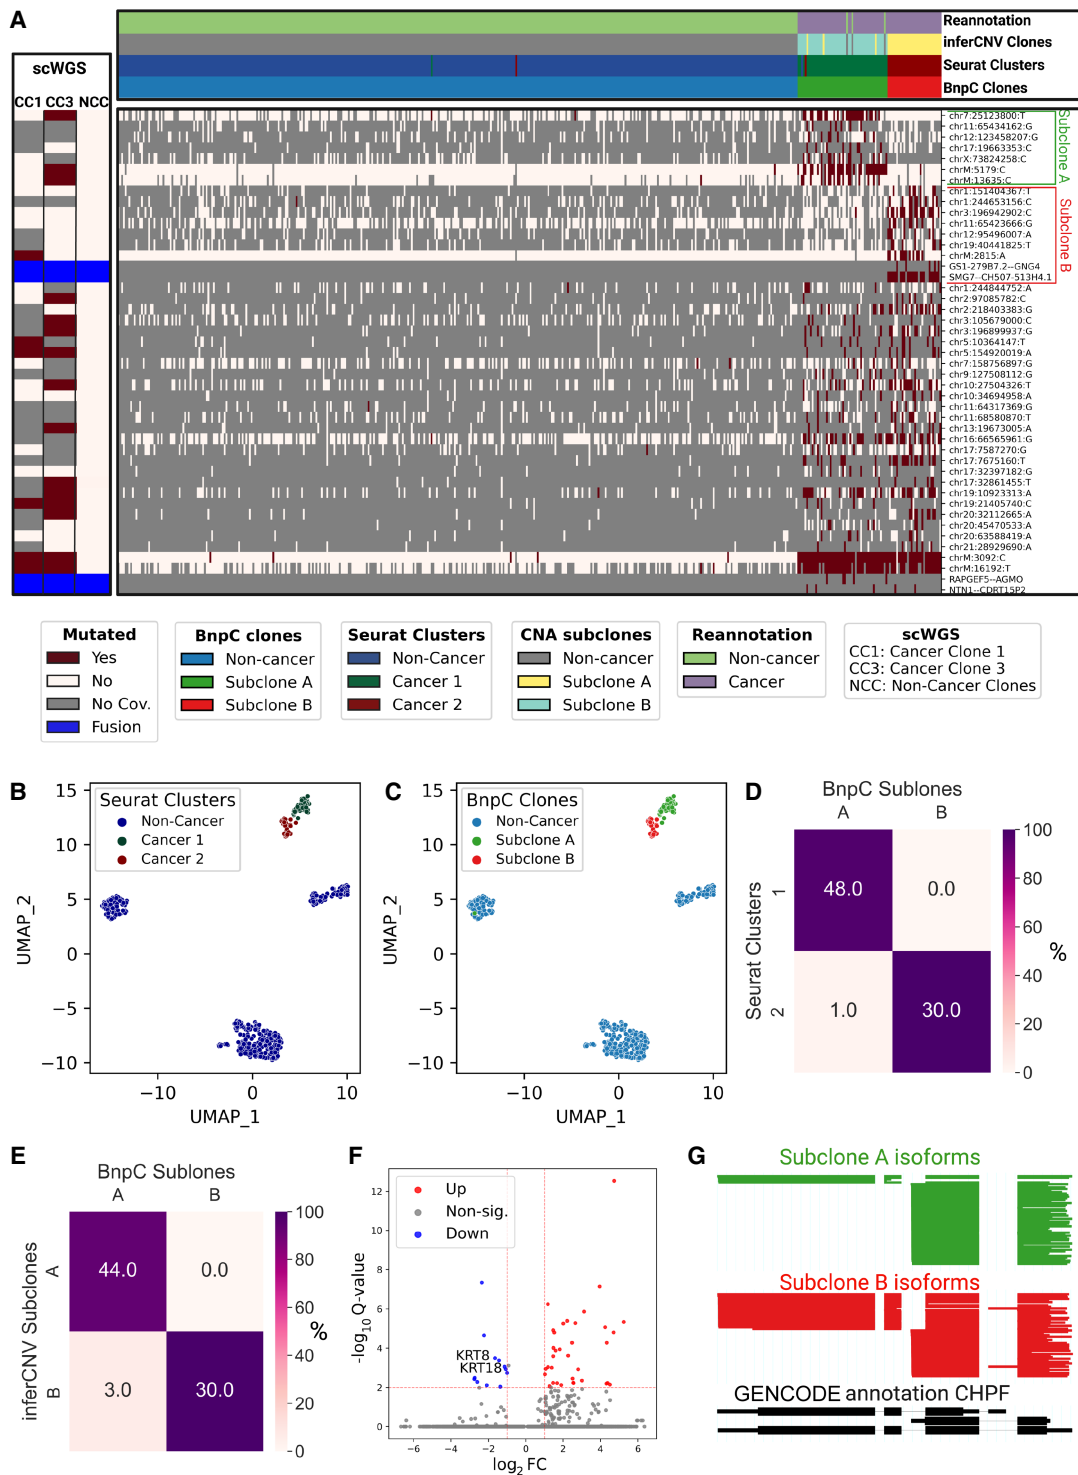 A
Reannotation
inferCNV Clones
Seurat Clusters
BnpC Clones
scWGS
CC1 CC3 NCC
chr7:25123800:T
chr11:65434162:G
chr12:123458207:G
chr17:19663353:C
chrX:73824258:C
chrM:5179:C
chrM:13635:C
Subclone A
chr1:151404367:T
chr1:244653156:C
chr3:196942902:C
chr11:65423666:G
chr12:95496007:A
chr19:40441825:T
chrM:2815:A
GS1-279B7.2--GNG4
SMG7--CH507-513H4.1
Subclone B
chr1:244844752:A
chr2:97085782:C
chr2:218403383:G
chr3:105679000:C
chr3:196899937:G
chr5:10364147:T
chr5:154920019:A
chr7:158756897:G
chr9:127508112:G
chr10:27504326:T
chr10:34694958:A
chr11:64317369:G
chr11:68580870:T
chr13:19673005:A
chr16:66565961:G
chr17:7587270:G
chr17:7675160:T
chr17:32397182:G
chr17:32861455:T
chr19:10923313:A
chr19:21405740:C
chr20:32112665:A
chr20:45470533:A
chr20:63588419:A
chr21:28929690:A
chrM:3092:C
chrM:16192:T
RAPGEF5--AGMO
NTN1--CDRT15P2
Mutated
Yes
No
No Cov.
Fusion
BnpC clones
Non-cancer
Subclone A
Subclone B
Seurat Clusters
Non-Cancer
Cancer 1
Cancer 2
CNA subclones
Non-cancer
Subclone A
Subclone B
Reannotation
Non-cancer
Cancer
scWGS
CC1: Cancer Clone 1
CC3: Cancer Clone 3
NCC: Non-Cancer Clones
B
Seurat Clusters
Non-Cancer
Cancer 1
Cancer 2
15
10
5
0
−5
−10
UMAP_2
−10 0 10
UMAP_1
C
BnpC Clones
Non-Cancer
Subclone A
Subclone B
15
10
5
0
−5
−10
UMAP_2
−10 0 10
UMAP_1
D
BnpC Sublones
A B
Seurat Clusters
1
2
48.0 0.0
1.0 30.0
100
80
60
40
20
0
%
E
BnpC Sublones
A B
inferCNV Subclones
A
B
44.0 0.0
3.0 30.0
100
80
60
40
20
0
%
F
Up
Non-sig.
Down
12
10
8
6
4
2
0
-log10 Q-value
KRT8
KRT18
−6 −4 −2 0 2 4 6
log2 FC
G
Subclone A isoforms
Subclone B isoforms
GENCODE annotation CHPF